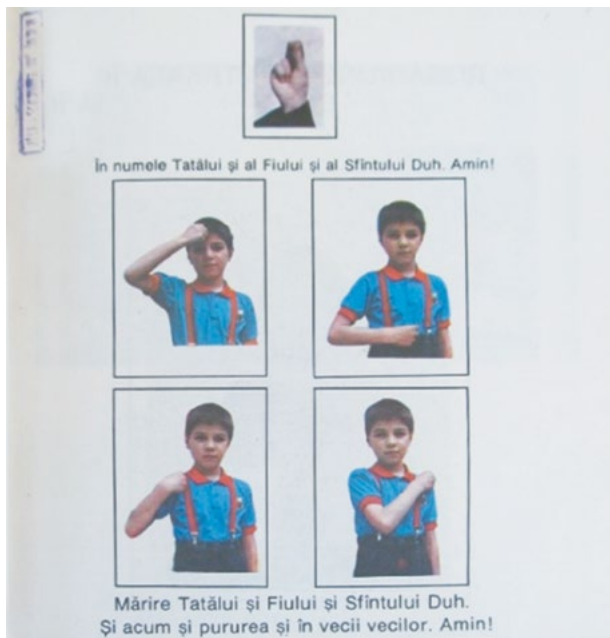 În numele Tatălui și al Fiului și al Sfîntului Duh. Amin!
Mărire Tatălui și Fiului și Sfîntului Duh.
Și acum și pururea și în vecii vecilor. Amin!